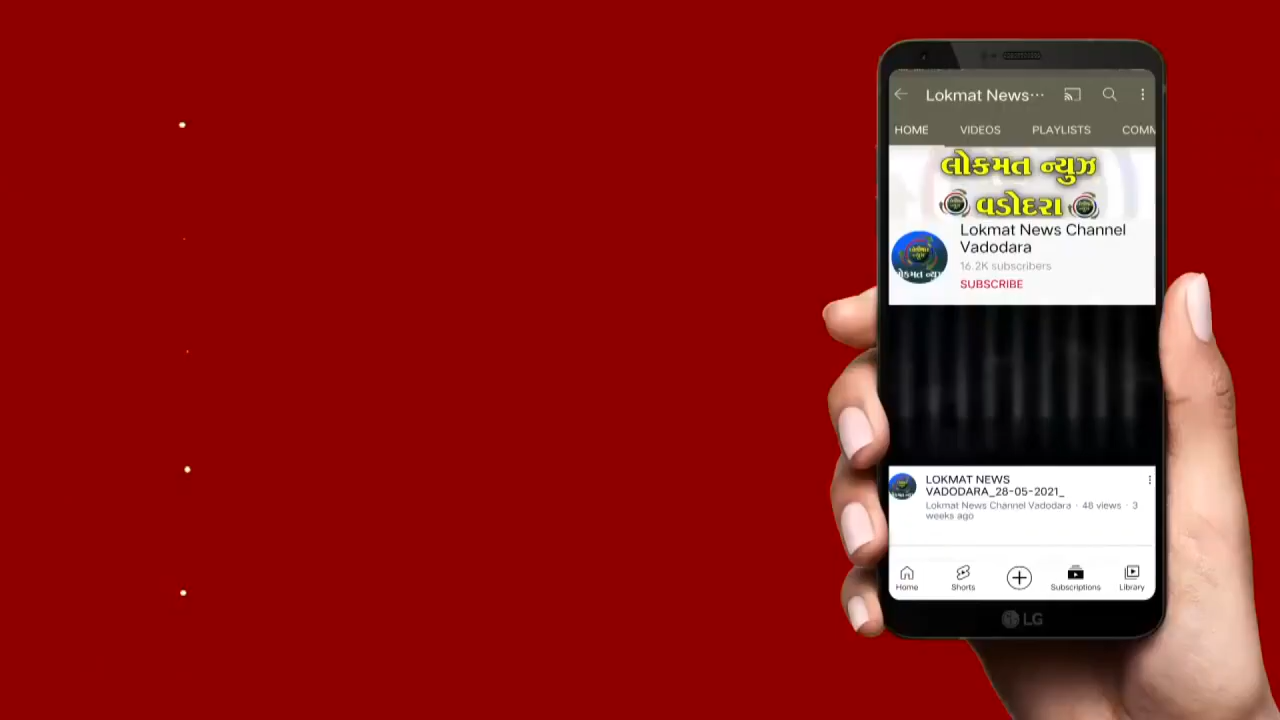 Lokmat News...
HOME VIDEOS PLAYLISTS COMM
લોકમત ન્યુઝ
વડોદરા
Lokmat News Channel
Vadodara
16.2K subscribers
SUBSCRIBE
LOKMAT NEWS
VADODARA_28-05-2021_
Lokmat News Channel Vadodara · 48 views · 3
weeks ago
Home Shorts Subscriptions Library
LG